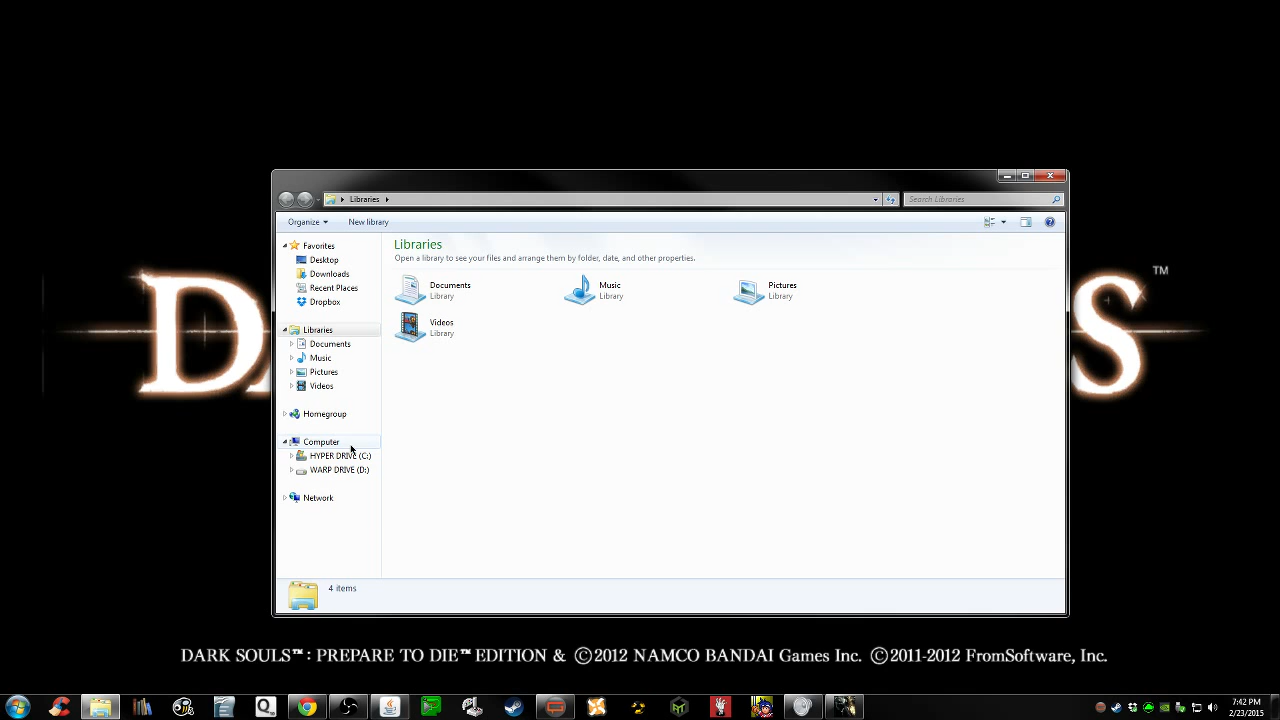 Libraries
Search Libraries
Organize
New library
Favorites
Desktop
Downloads
Recent Places
Dropbox
Libraries
Documents
Music
Pictures
Videos
Homegroup
Computer
HYPER DRIVE (C:)
WARP DRIVE (D:)
Network
Libraries
Open a library to see your files and arrange them by folder, date, and other properties.
Documents
Library
Music
Library
Pictures
Library
Videos
Library
4 items
D S ™
DARK SOULS™: PREPARE TO DIE™ EDITION & ©2012 NAMCO BANDAI Games Inc. ©2011-2012 FromSoftware, Inc.
7:42 PM
2/23/2015